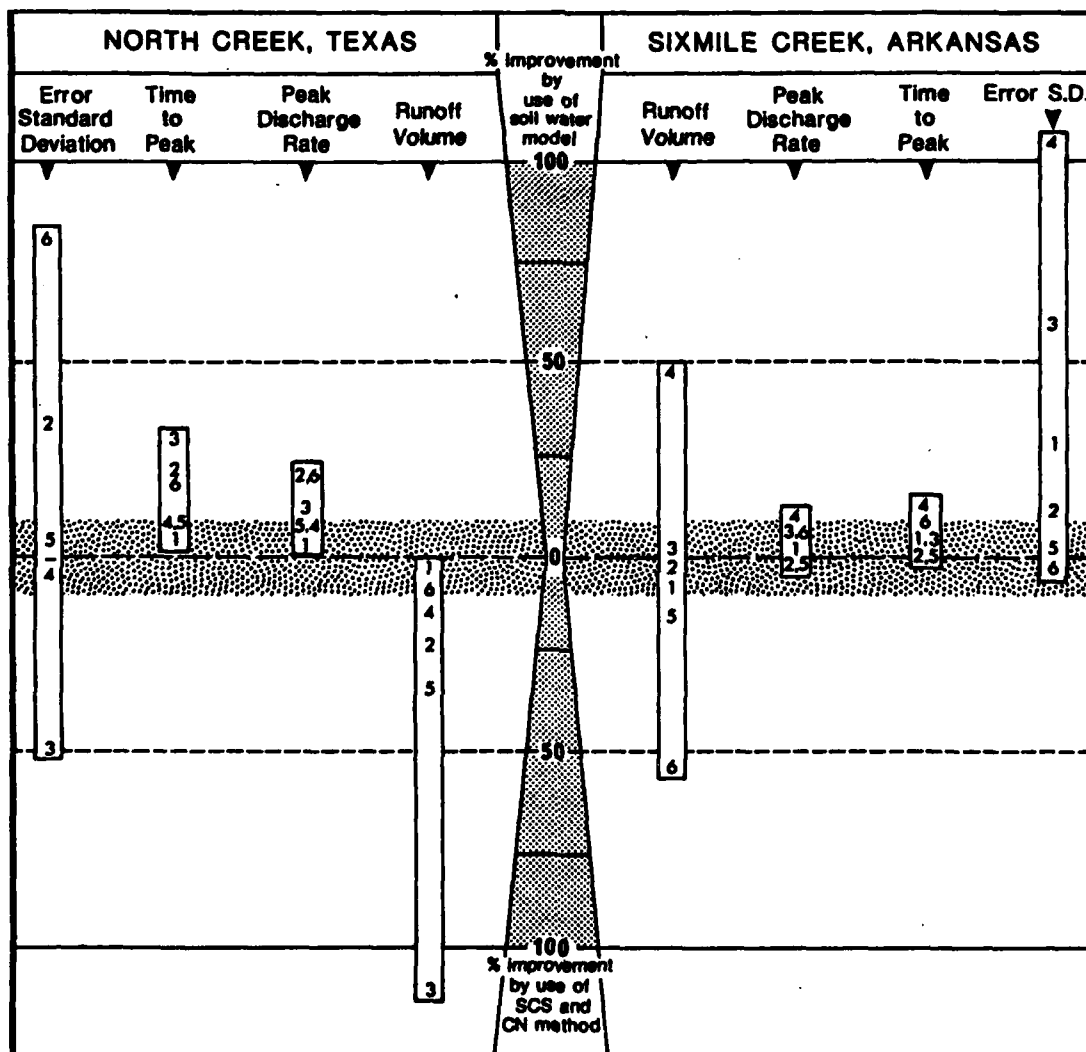 NORTH CREEK, TEXAS
SIXMILE CREEK, ARKANSAS
% Improvement
by
use of
soil water
model
Error
Standard
Deviation
Time
to
Peak
Peak
Discharge
Rate
Runoff
Volume
Runoff
Volume
Peak
Discharge
Rate
Time
to
Peak
Error S.D.
100
50
0
50
100
% Improvement
by use of
SCS and
CN method
6
2
5
4
3
3
2
6
4,5
1
2,6
3
5,4
1
1
6
4
2
5
3
4
3
2
1
5
6
4
3,6
1
2,5
4
6
1,3
2,5
4
3
1
2
5
6